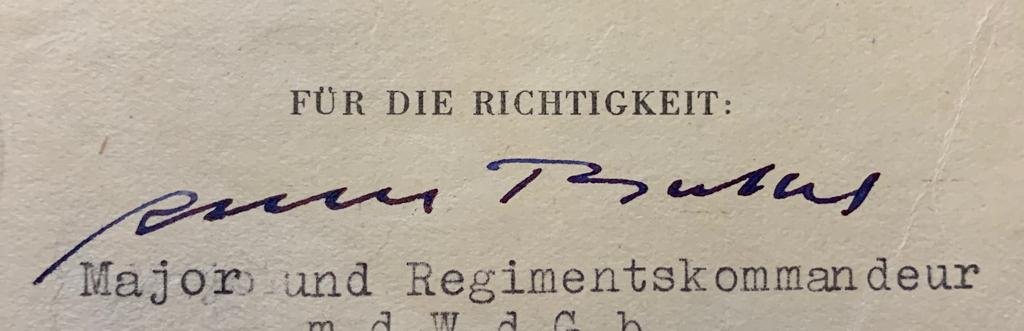 FÜR DIE RICHTIGKEIT:
Major und Regimentskommandeur
m. d. W. d. G. b.